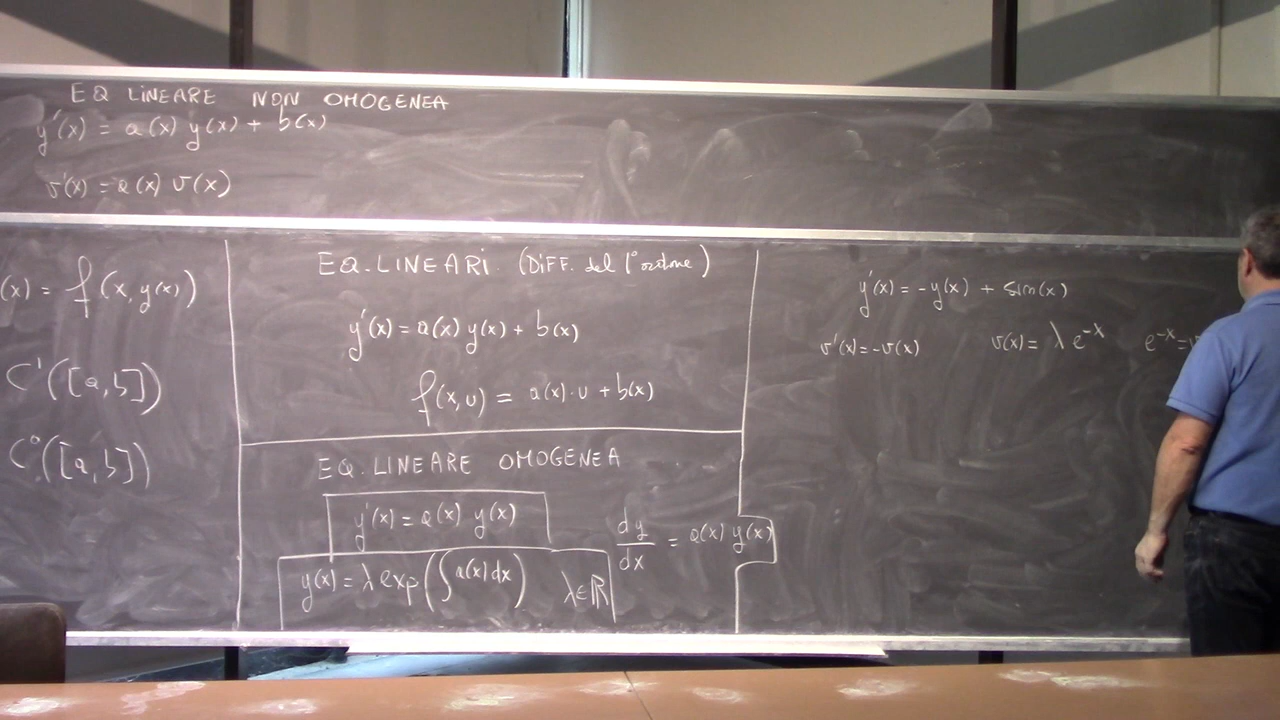 EQ LINEARE NON OMOGENEA
y'(x) = a(x) y(x) + b(x)
v'(x) = a(x) v(x)
(x) = f(x, y(x))
C¹([a,b])
C⁰([a,b])
EQ. LINEARI (DIFF. del 1° ordine)
y'(x) = a(x) y(x) + b(x)
f(x,u) = a(x)·u + b(x)
EQ. LINEARE OMOGENEA
y'(x) = a(x) y(x)
dy/dx = a(x) y(x)
y(x) = λ exp(∫a(x)dx) λ∈ℝ
y'(x) = -y(x) + sin(x)
v'(x) = -v(x) v(x) = λ e^{-x} e^{-x} =